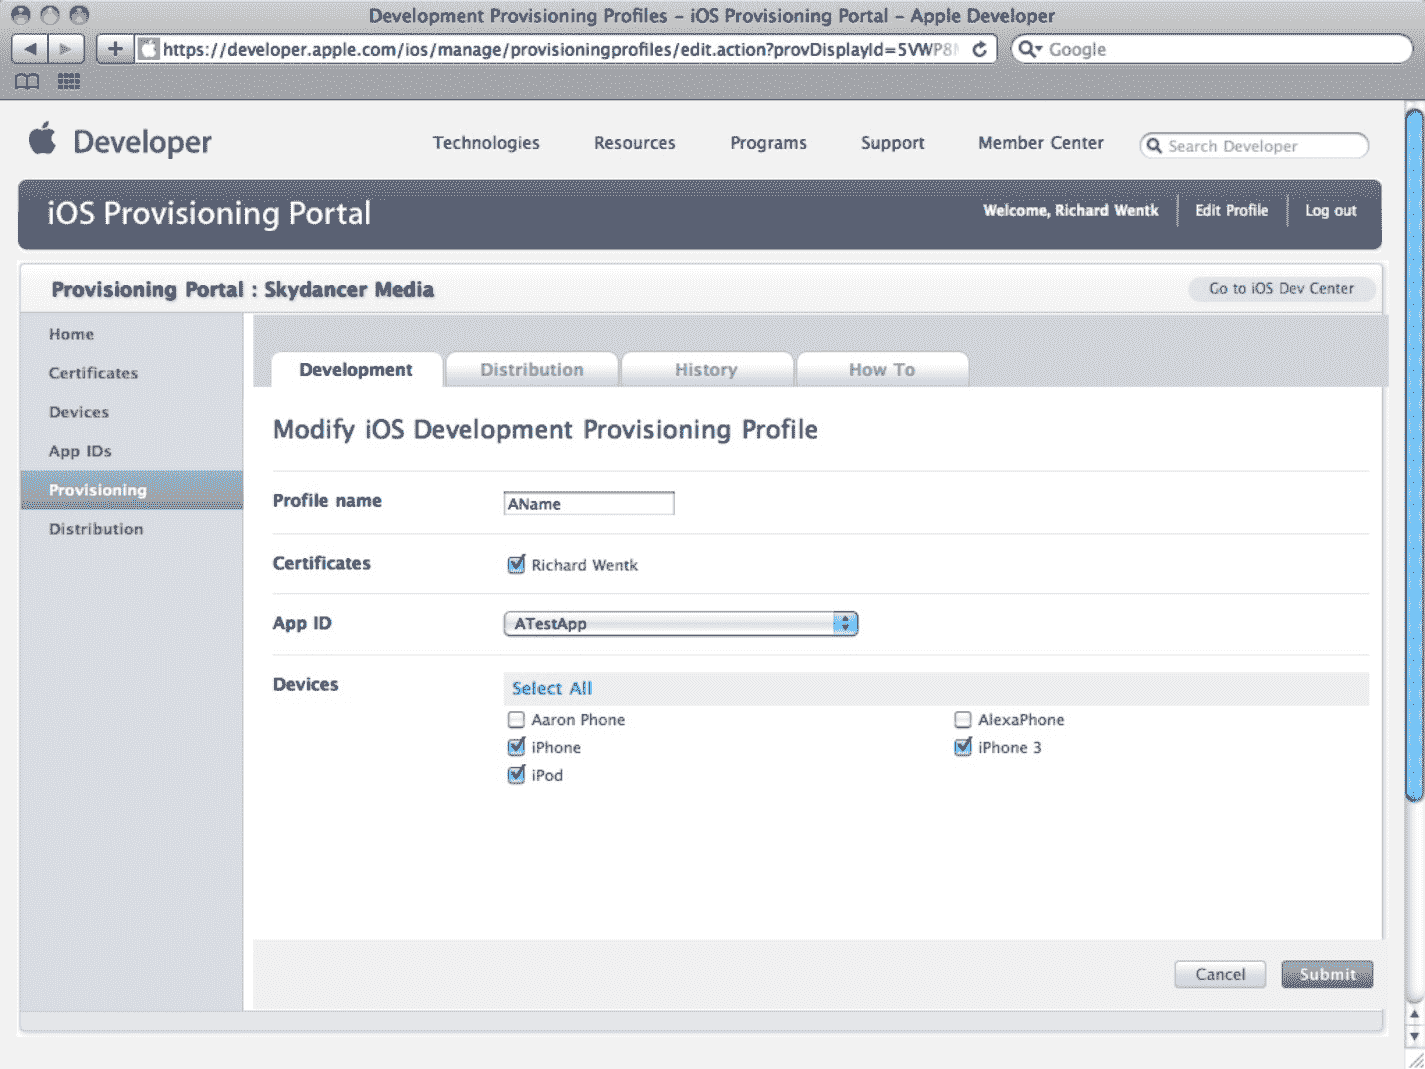 Development Provisioning Profiles – iOS Provisioning Portal – Apple Developer
https://developer.apple.com/ios/manage/provisioningprofiles/edit.action?provDisplayId=5VWP8 Google
Developer Technologies Resources Programs Support Member Center Search Developer
iOS Provisioning Portal Welcome, Richard Wentk Edit Profile Log out
Provisioning Portal : Skydancer Media Go to iOS Dev Center
Home
Certificates
Devices
App IDs
Provisioning
Distribution
Development Distribution History How To
Modify iOS Development Provisioning Profile
Profile name AName
Certificates Richard Wentk
App ID ATestApp
Devices Select All
Aaron Phone AlexaPhone
iPhone iPhone 3
iPod
Cancel Submit